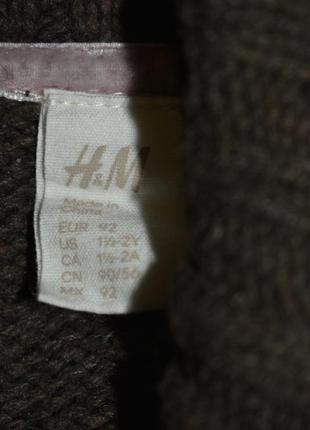 H&M
Made in
China
EUR 92
US 1½-2Y
CA 1½-2A
CN 90/56
MX 92